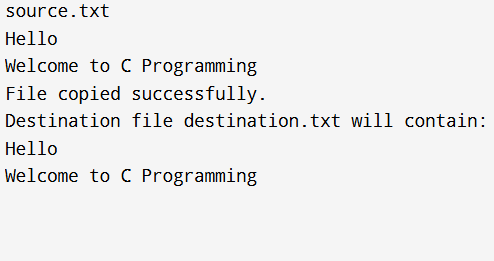 source.txt
Hello
Welcome to C Programming
File copied successfully.
Destination file destination.txt will contain:
Hello
Welcome to C Programming